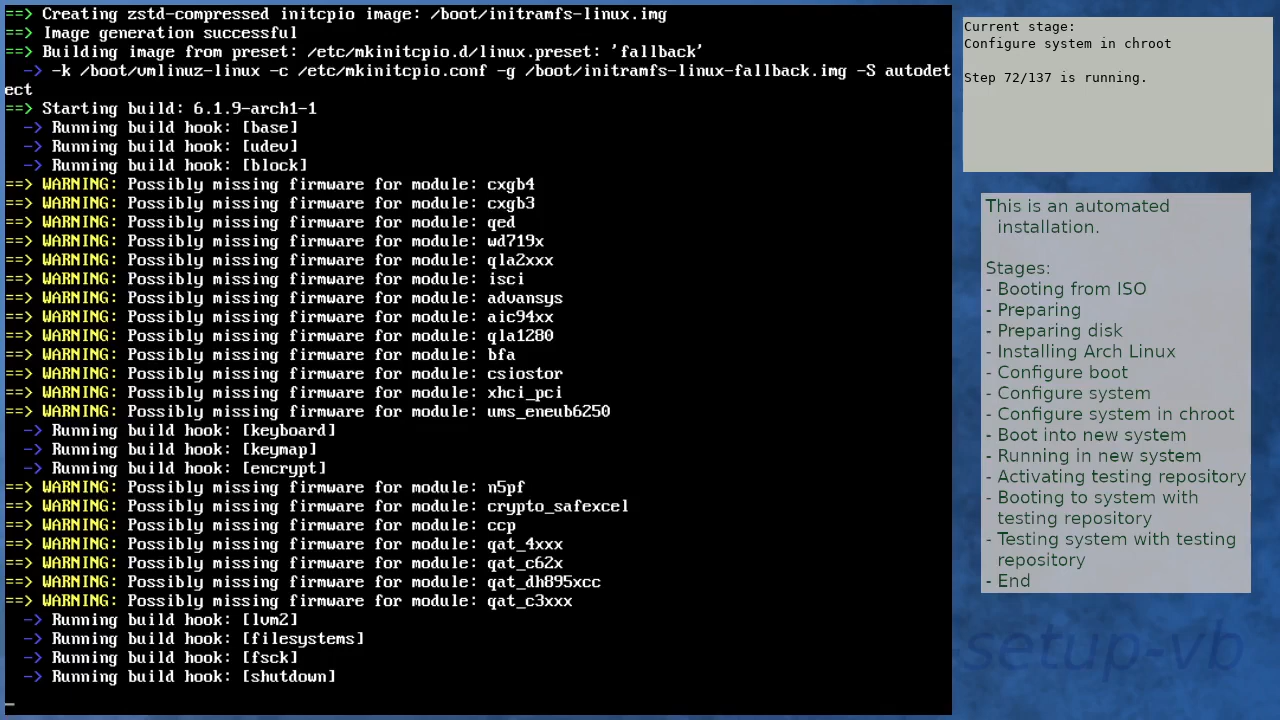 ==> Creating zstd-compressed initcpio image: /boot/initramfs-linux.img
==> Image generation successful
==> Building image from preset: /etc/mkinitcpio.d/linux.preset: 'fallback'
  -> -k /boot/vmlinuz-linux -c /etc/mkinitcpio.conf -g /boot/initramfs-linux-fallback.img -S autodet
ect
==> Starting build: 6.1.9-arch1-1
  -> Running build hook: [base]
  -> Running build hook: [udev]
  -> Running build hook: [block]
==> WARNING: Possibly missing firmware for module: cxgb4
==> WARNING: Possibly missing firmware for module: cxgb3
==> WARNING: Possibly missing firmware for module: qed
==> WARNING: Possibly missing firmware for module: wd719x
==> WARNING: Possibly missing firmware for module: qla2xxx
==> WARNING: Possibly missing firmware for module: isci
==> WARNING: Possibly missing firmware for module: advansys
==> WARNING: Possibly missing firmware for module: aic94xx
==> WARNING: Possibly missing firmware for module: qla1280
==> WARNING: Possibly missing firmware for module: bfa
==> WARNING: Possibly missing firmware for module: csiostor
==> WARNING: Possibly missing firmware for module: xhci_pci
==> WARNING: Possibly missing firmware for module: ums_eneub6250
  -> Running build hook: [keyboard]
  -> Running build hook: [keymap]
  -> Running build hook: [encrypt]
==> WARNING: Possibly missing firmware for module: n5pf
==> WARNING: Possibly missing firmware for module: crypto_safexcel
==> WARNING: Possibly missing firmware for module: ccp
==> WARNING: Possibly missing firmware for module: qat_4xxx
==> WARNING: Possibly missing firmware for module: qat_c62x
==> WARNING: Possibly missing firmware for module: qat_dh895xcc
==> WARNING: Possibly missing firmware for module: qat_c3xxx
  -> Running build hook: [lvm2]
  -> Running build hook: [filesystems]
  -> Running build hook: [fsck]
  -> Running build hook: [shutdown]
Current stage:
Configure system in chroot
Step 72/137 is running.
This is an automated
installation.
Stages:
- Booting from ISO
- Preparing
- Preparing disk
- Installing Arch Linux
- Configure boot
- Configure system
- Configure system in chroot
- Boot into new system
- Running in new system
- Activating testing repository
- Booting to system with
testing repository
- Testing system with testing
repository
- End
-setup-vb